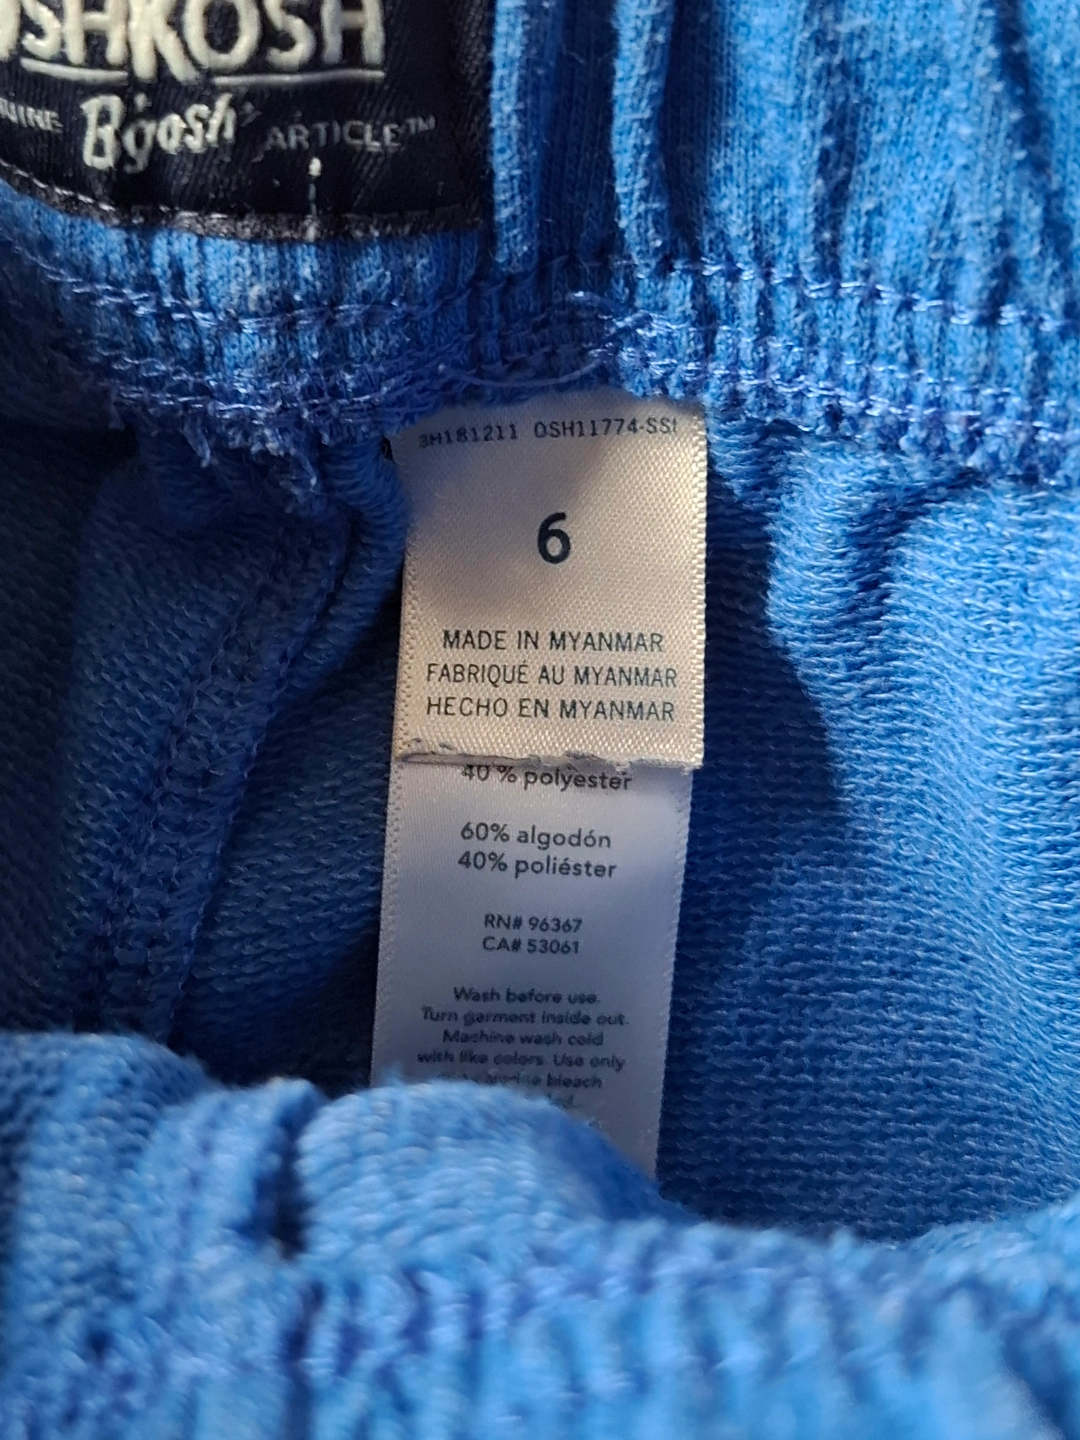 SHKOSH
B'gosh ARTICLE™
3H181211 OSH11774-SS1
6
MADE IN MYANMAR
FABRIQUÉ AU MYANMAR
HECHO EN MYANMAR
40 % polyester
60% algodón
40% poliéster
RN# 96367
CA# 53061
Wash before use.
Turn garment inside out.
Machine wash cold
with like colors. Use only
bleach